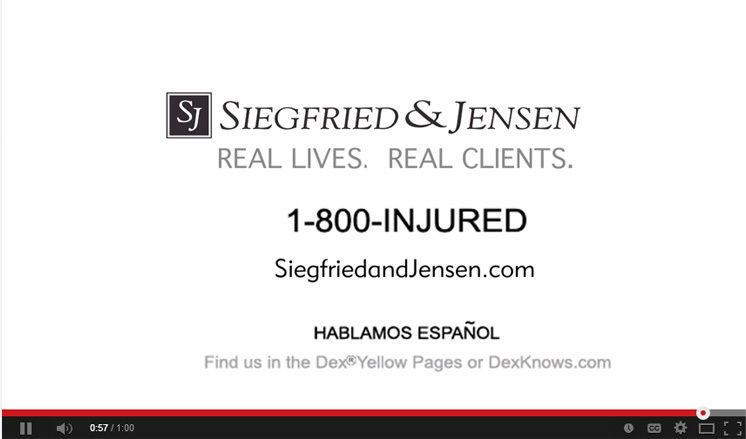 SJ SIEGFRIED & JENSEN
REAL LIVES. REAL CLIENTS.
1-800-INJURED
SiegfriedandJensen.com
HABLAMOS ESPAÑOL
Find us in the Dex® Yellow Pages or DexKnows.com
0:57 / 1:00 CC